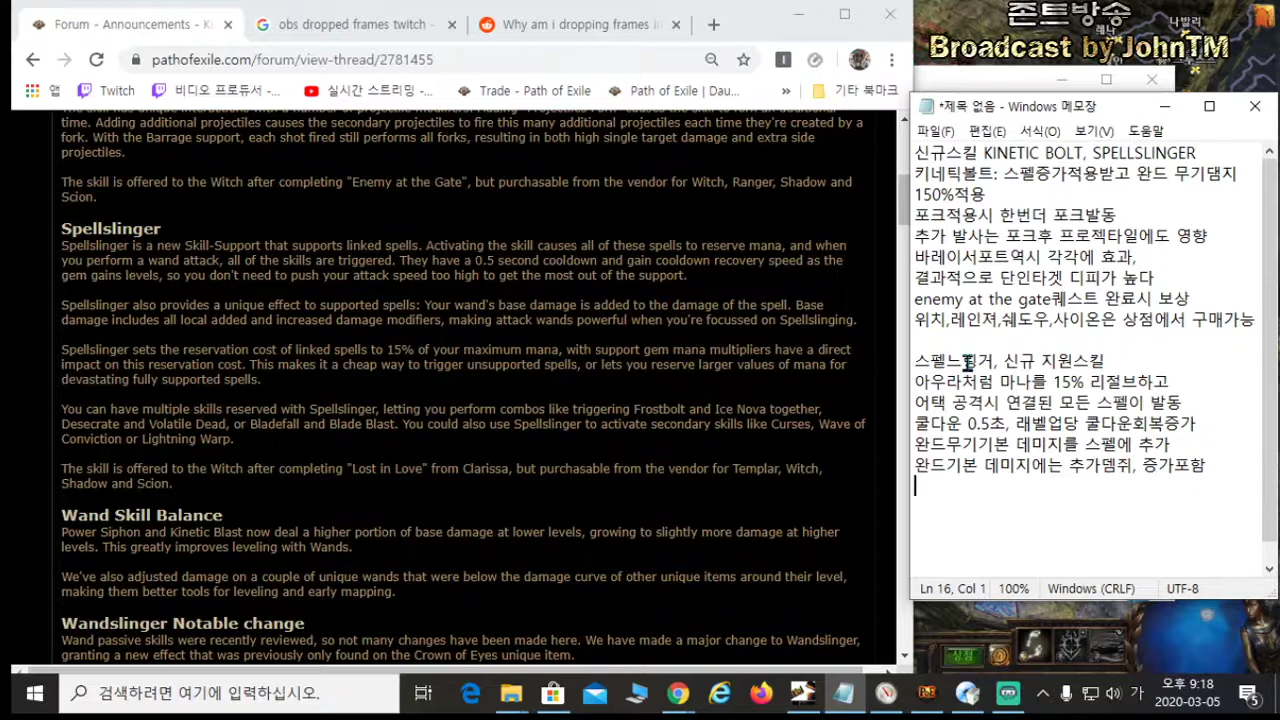 Forum - Announcements - K
obs dropped frames twitch -
Why am i dropping frames in
pathofexile.com/forum/view-thread/2781455
앱 Twitch 비디오 프로듀서 - ... 실시간 스트리밍 -... Trade - Path of Exile Path of Exile | Dau... » 기타 북마크
time. Adding additional projectiles causes the secondary projectiles to fire this many additional projectiles each time they're created by a
fork. With the Barrage support, each shot fired still performs all forks, resulting in both high single target damage and extra side
projectiles.
The skill is offered to the Witch after completing "Enemy at the Gate", but purchasable from the vendor for Witch, Ranger, Shadow and
Scion.
Spellslinger
Spellslinger is a new Skill-Support that supports linked spells. Activating the skill causes all of these spells to reserve mana, and when
you perform a wand attack, all of the skills are triggered. They have a 0.5 second cooldown and gain cooldown recovery speed as the
gem gains levels, so you don't need to push your attack speed too high to get the most out of the support.
Spellslinger also provides a unique effect to supported spells: Your wand's base damage is added to the damage of the spell. Base
damage includes all local added and increased damage modifiers, making attack wands powerful when you're focussed on Spellslinging.
Spellslinger sets the reservation cost of linked spells to 15% of your maximum mana, with support gem mana multipliers have a direct
impact on this reservation cost. This makes it a cheap way to trigger unsupported spells, or lets you reserve larger values of mana for
devastating fully supported spells.
You can have multiple skills reserved with Spellslinger, letting you perform combos like triggering Frostbolt and Ice Nova together,
Desecrate and Volatile Dead, or Bladefall and Blade Blast. You could also use Spellslinger to activate secondary skills like Curses, Wave of
Conviction or Lightning Warp.
The skill is offered to the Witch after completing "Lost in Love" from Clarissa, but purchasable from the vendor for Templar, Witch,
Shadow and Scion.
Wand Skill Balance
Power Siphon and Kinetic Blast now deal a higher portion of base damage at lower levels, growing to slightly more damage at higher
levels. This greatly improves leveling with Wands.
We've also adjusted damage on a couple of unique wands that were below the damage curve of other unique items around their level,
making them better tools for leveling and early mapping.
Wandslinger Notable change
Wand passive skills were recently reviewed, so not many changes have been made here. We have made a major change to Wandslinger,
granting a new effect that was previously only found on the Crown of Eyes unique item.
존트방송
Broadcast by JohnTM
*제목 없음 - Windows 메모장
파일(F) 편집(E) 서식(O) 보기(V) 도움말
신규스킬 KINETIC BOLT, SPELLSLINGER
키네틱볼트: 스펠증가적용받고 완드 무기댐지
150%적용
포크적용시 한번더 포크발동
추가 발사는 포크후 프로젝타일에도 영향
바레이서포트역시 각각에 효과,
결과적으로 단인타겟 디피가 높다
enemy at the gate퀘스트 완료시 보상
위치,레인져,쉐도우,사이온은 상점에서 구매가능
거, 신규 지원스킬
아우라처럼 마나를 15% 리절브하고
어택 공격시 연결된 모든 스펠이 발동
쿨다운 0.5초, 래벨업당 쿨다운회복증가
완드무기기본 데미지를 스펠에 추가
완드기본 데미지에는 추가뎀쥐, 증가포함
Ln 16, Col 1 100% Windows (CRLF) UTF-8
상점
검색하려면 여기에 입력하십시오.
가
오후 9:18
2020-03-05
5